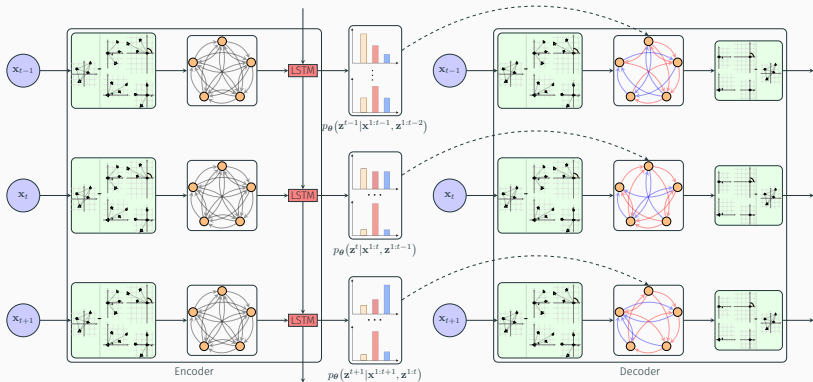 x_{t−1}
LSTM
p_θ(z^{t−1}|x^{1:t−1}, z^{1:t−2})
x_{t−1}
x_t
LSTM
p_θ(z^t|x^{1:t}, z^{1:t−1})
x_t
x_{t+1}
LSTM
p_θ(z^{t+1}|x^{1:t+1}, z^{1:t})
x_{t+1}
Encoder
Decoder